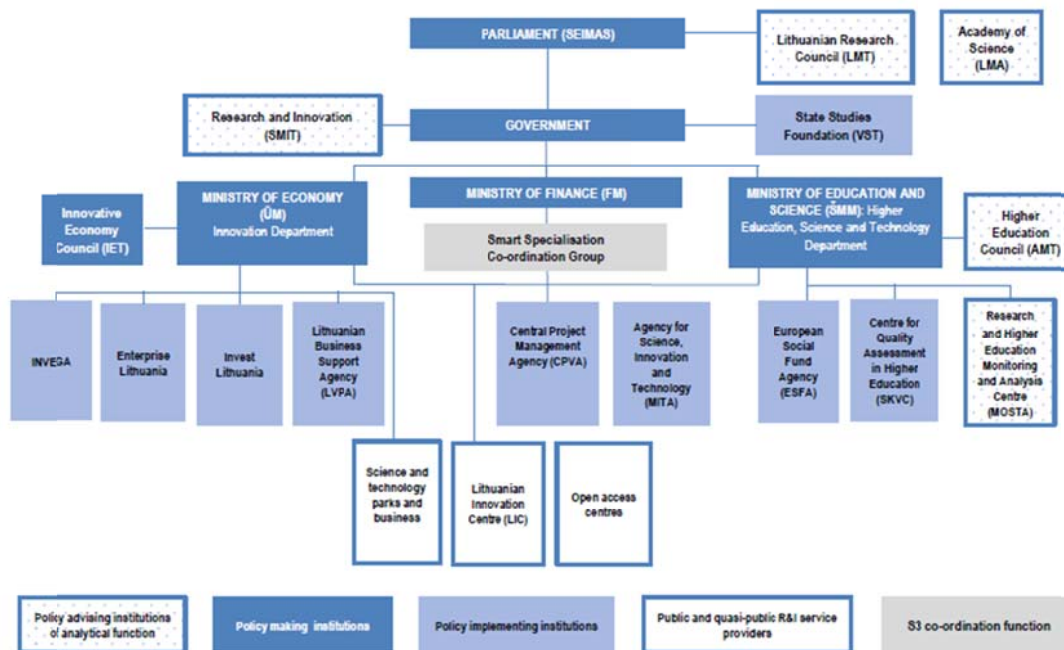 PARLIAMENT (SEIMAS)
Lithuanian Research
Council (LMT)
Academy of
Science
(LMA)
Research and Innovation
(SMIT)
GOVERNMENT
State Studies
Foundation (VST)
Innovative
Economy
Council (IET)
MINISTRY OF ECONOMY
(ŪM)
Innovation Department
MINISTRY OF FINANCE (FM)
Smart Specialisation
Co-ordination Group
MINISTRY OF EDUCATION AND
SCIENCE (ŠMM): Higher
Education, Science and Technology
Department
Higher
Education
Council (AMT)
INVEGA
Enterprise
Lithuania
Invest
Lithuania
Lithuanian
Business
Support
Agency
(LVPA)
Central Project
Management
Agency (CPVA)
Agency for
Science,
Innovation
and
Technology
(MITA)
European
Social
Fund
Agency
(ESFA)
Centre for
Quality
Assessment
in Higher
Education
(SKVC)
Research
and Higher
Education
Monitoring
and Analysis
Centre
(MOSTA)
Science and
technology
parks and
business
Lithuanian
Innovation
Centre (LIC)
Open access
centres
Policy advising institutions
of analytical function
Policy making institutions
Policy implementing institutions
Public and quasi-public R&I service
providers
S3 co-ordination function